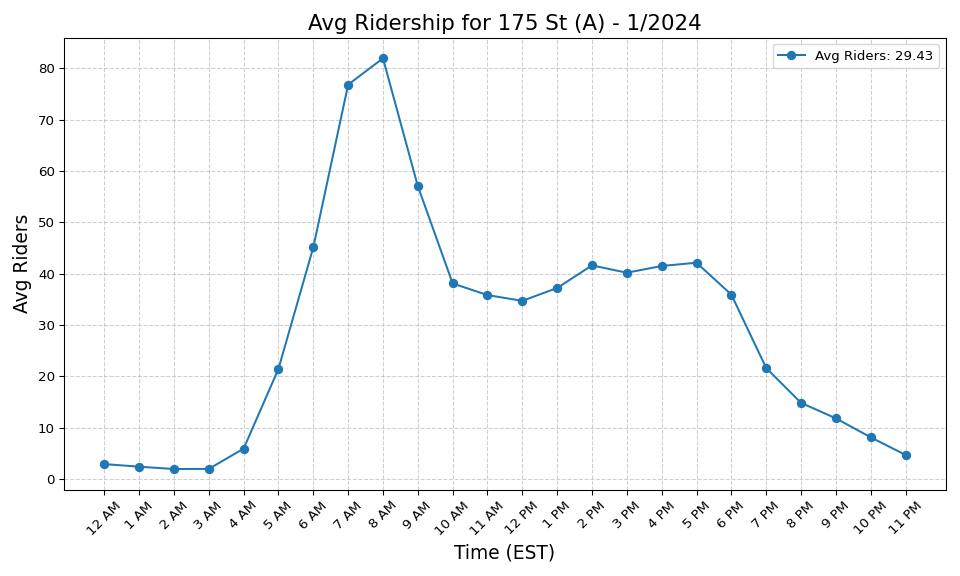 Avg Ridership for 175 St (A) - 1/2024
Avg Riders: 29.43
Avg Riders
80
70
60
50
40
30
20
10
0
12 AM
1 AM
2 AM
3 AM
4 AM
5 AM
6 AM
7 AM
8 AM
9 AM
10 AM
11 AM
12 PM
1 PM
2 PM
3 PM
4 PM
5 PM
6 PM
7 PM
8 PM
9 PM
10 PM
11 PM
Time (EST)